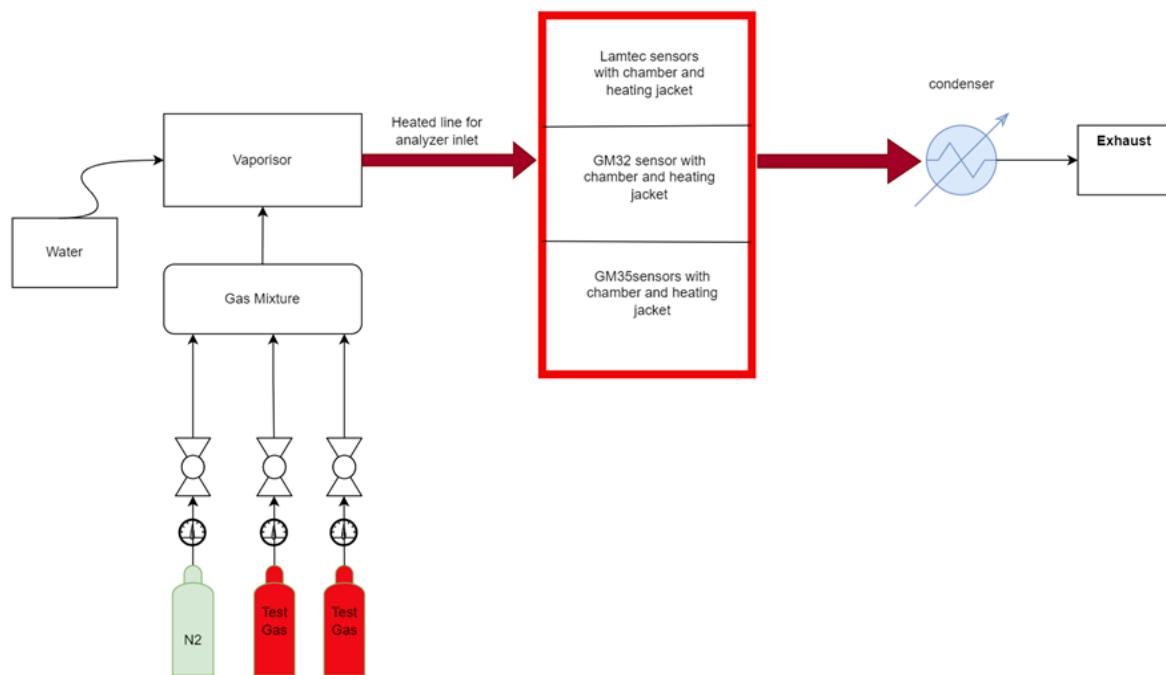 Lamtec sensors
with chamber and
heating jacket
condenser
Heated line for
analyzer inlet
Vaporisor
Exhaust
GM32 sensor with
chamber and heating
jacket
Water
Gas Mixture
GM35sensors with
chamber and heating
jacket
N2
Test
Gas
Test
Gas